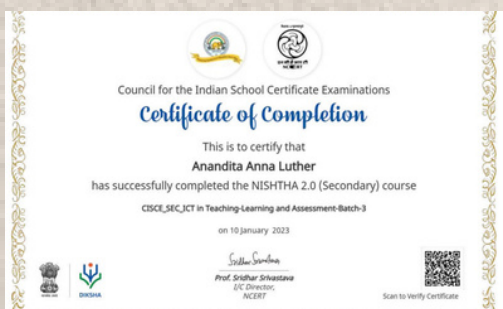 Council for the Indian School Certificate Examinations
Certificate of Completion
This is to certify that
Anandita Anna Luther
has successfully completed the NISHTHA 2.0 (Secondary) course
CISCE_SEC_ICT in Teaching-Learning and Assessment-Batch-3
on 10 January 2023
Sridhar Srivastava
Prof. Sridhar Srivastava
I/C Director,
NCERT
DIKSHA
Scan to Verify Certificate